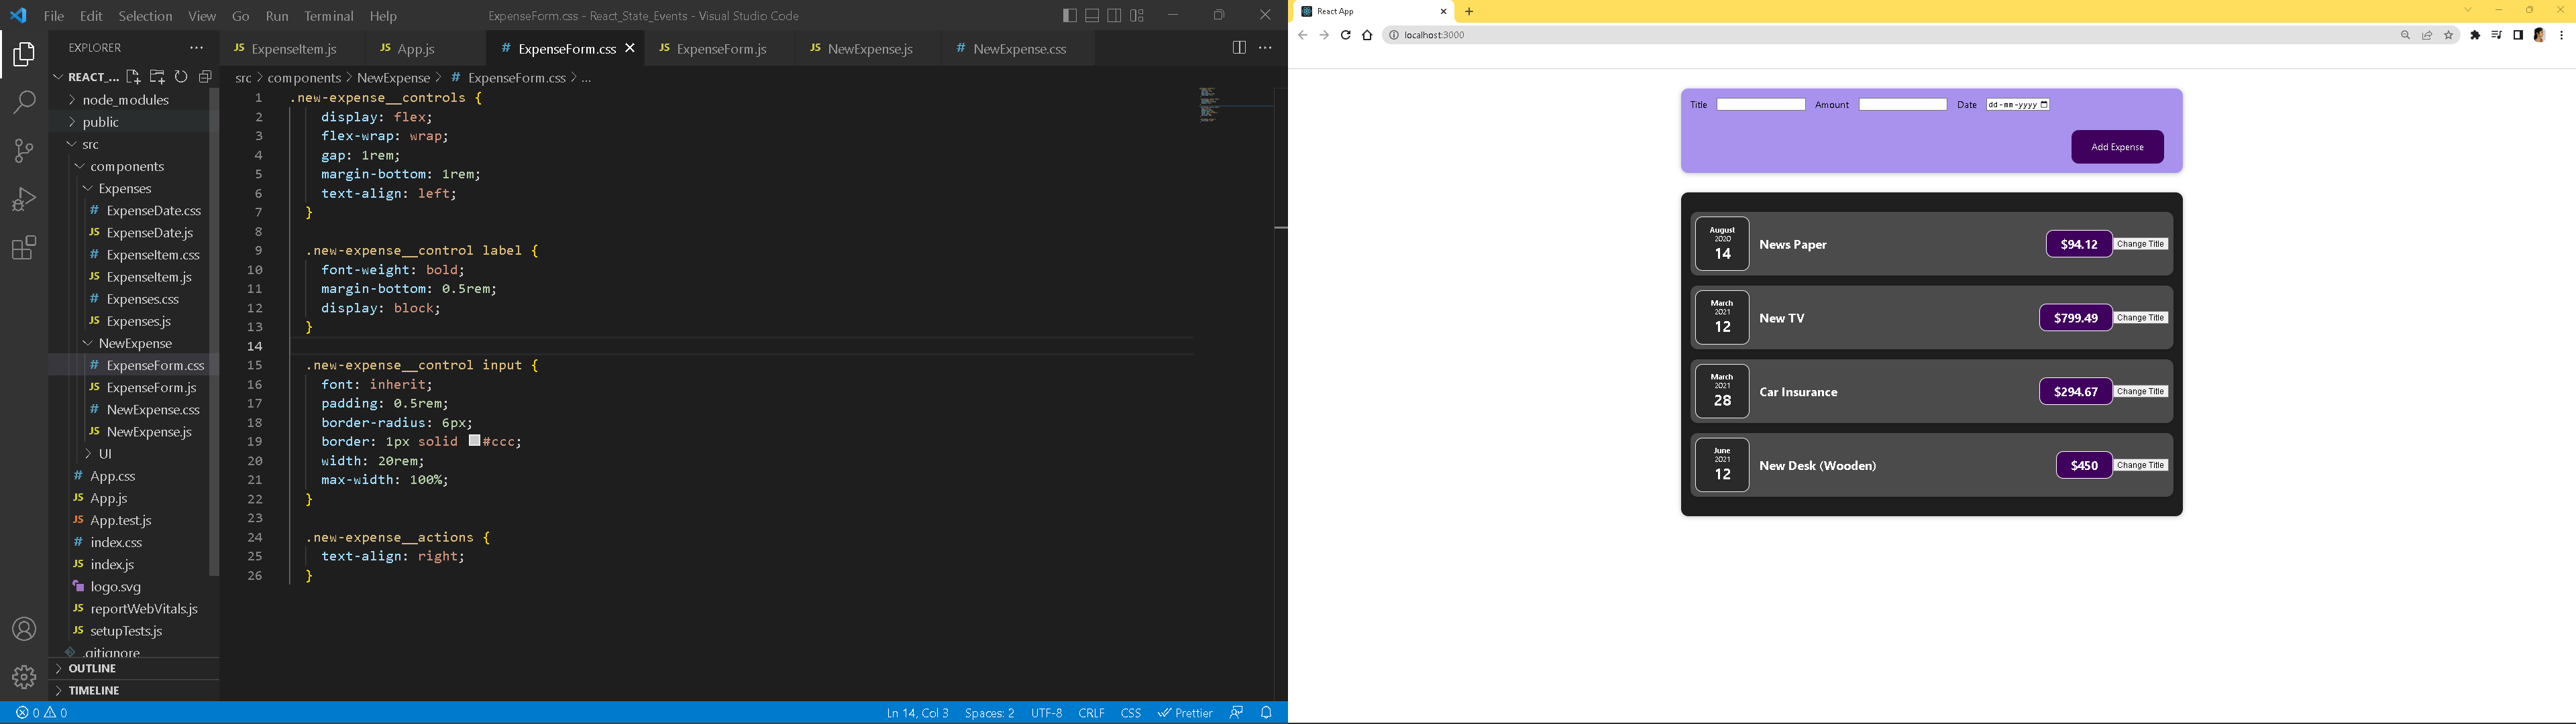 File Edit Selection View Go Run Terminal Help
ExpenseForm.css - React_State_Events - Visual Studio Code
EXPLORER
REACT_...
node_modules
public
src
components
Expenses
# ExpenseDate.css
JS ExpenseDate.js
# ExpenseItem.css
JS ExpenseItem.js
# Expenses.css
JS Expenses.js
NewExpense
# ExpenseForm.css
JS ExpenseForm.js
# NewExpense.css
JS NewExpense.js
UI
# App.css
JS App.js
JS App.test.js
# index.css
JS index.js
logo.svg
JS reportWebVitals.js
JS setupTests.js
.gitignore
OUTLINE
TIMELINE
JS ExpenseItem.js JS App.js # ExpenseForm.css JS ExpenseForm.js JS NewExpense.js # NewExpense.css
src > components > NewExpense > # ExpenseForm.css > ...
1 .new-expense__controls {
2 display: flex;
3 flex-wrap: wrap;
4 gap: 1rem;
5 margin-bottom: 1rem;
6 text-align: left;
7 }
8
9 .new-expense__control label {
10 font-weight: bold;
11 margin-bottom: 0.5rem;
12 display: block;
13 }
14
15 .new-expense__control input {
16 font: inherit;
17 padding: 0.5rem;
18 border-radius: 6px;
19 border: 1px solid #ccc;
20 width: 20rem;
21 max-width: 100%;
22 }
23
24 .new-expense__actions {
25 text-align: right;
26 }
0 0
Ln 14, Col 3 Spaces: 2 UTF-8 CRLF CSS Prettier
React App
localhost:3000
Title Amount Date dd-mm-yyyy
Add Expense
August
2020
14
News Paper
$94.12
Change Title
March
2021
12
New TV
$799.49
Change Title
March
2021
28
Car Insurance
$294.67
Change Title
June
2021
12
New Desk (Wooden)
$450
Change Title